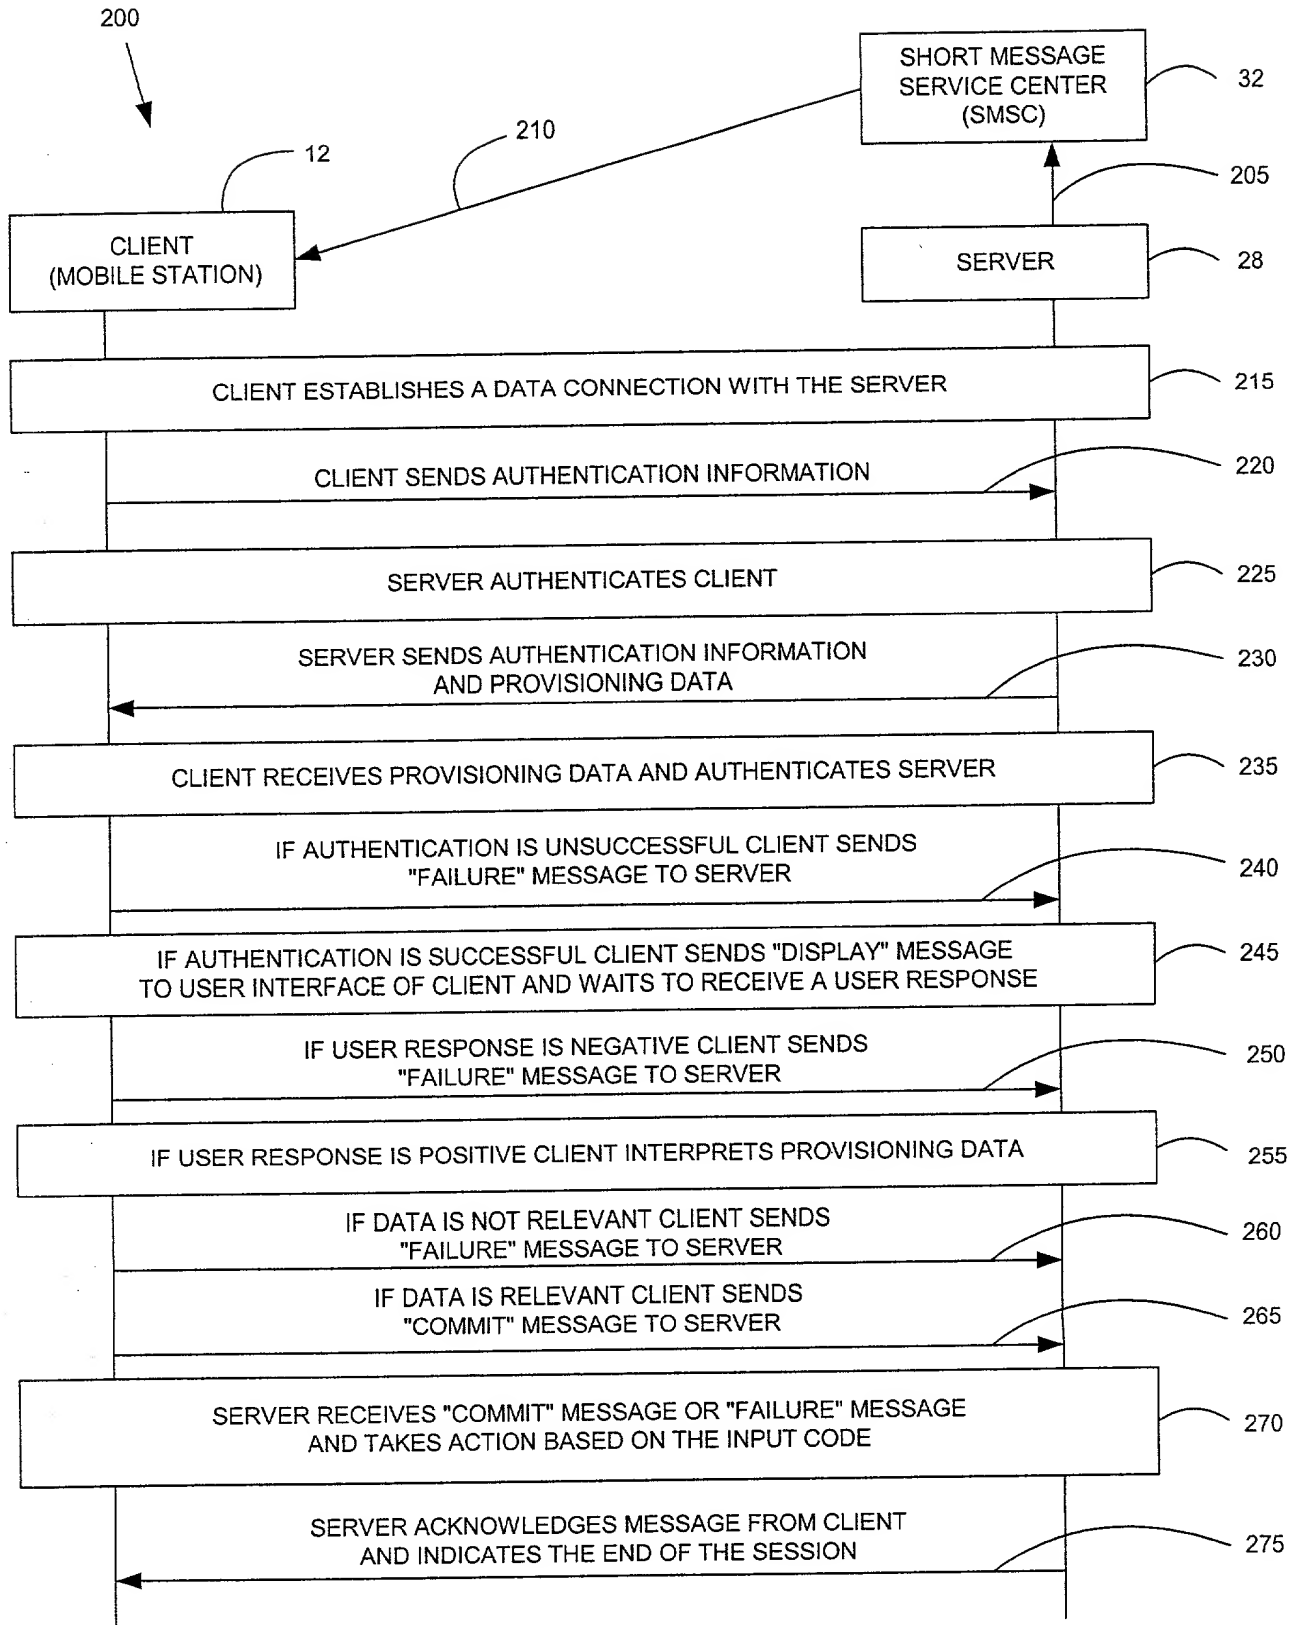 200
SHORT MESSAGE
SERVICE CENTER
(SMSC)
32
210
12
205
CLIENT
(MOBILE STATION)
SERVER
28
CLIENT ESTABLISHES A DATA CONNECTION WITH THE SERVER
215
CLIENT SENDS AUTHENTICATION INFORMATION
220
SERVER AUTHENTICATES CLIENT
225
SERVER SENDS AUTHENTICATION INFORMATION
AND PROVISIONING DATA
230
CLIENT RECEIVES PROVISIONING DATA AND AUTHENTICATES SERVER
235
IF AUTHENTICATION IS UNSUCCESSFUL CLIENT SENDS
"FAILURE" MESSAGE TO SERVER
240
IF AUTHENTICATION IS SUCCESSFUL CLIENT SENDS "DISPLAY" MESSAGE
TO USER INTERFACE OF CLIENT AND WAITS TO RECEIVE A USER RESPONSE
245
IF USER RESPONSE IS NEGATIVE CLIENT SENDS
"FAILURE" MESSAGE TO SERVER
250
IF USER RESPONSE IS POSITIVE CLIENT INTERPRETS PROVISIONING DATA
255
IF DATA IS NOT RELEVANT CLIENT SENDS
"FAILURE" MESSAGE TO SERVER
260
IF DATA IS RELEVANT CLIENT SENDS
"COMMIT" MESSAGE TO SERVER
265
SERVER RECEIVES "COMMIT" MESSAGE OR "FAILURE" MESSAGE
AND TAKES ACTION BASED ON THE INPUT CODE
270
SERVER ACKNOWLEDGES MESSAGE FROM CLIENT
AND INDICATES THE END OF THE SESSION
275